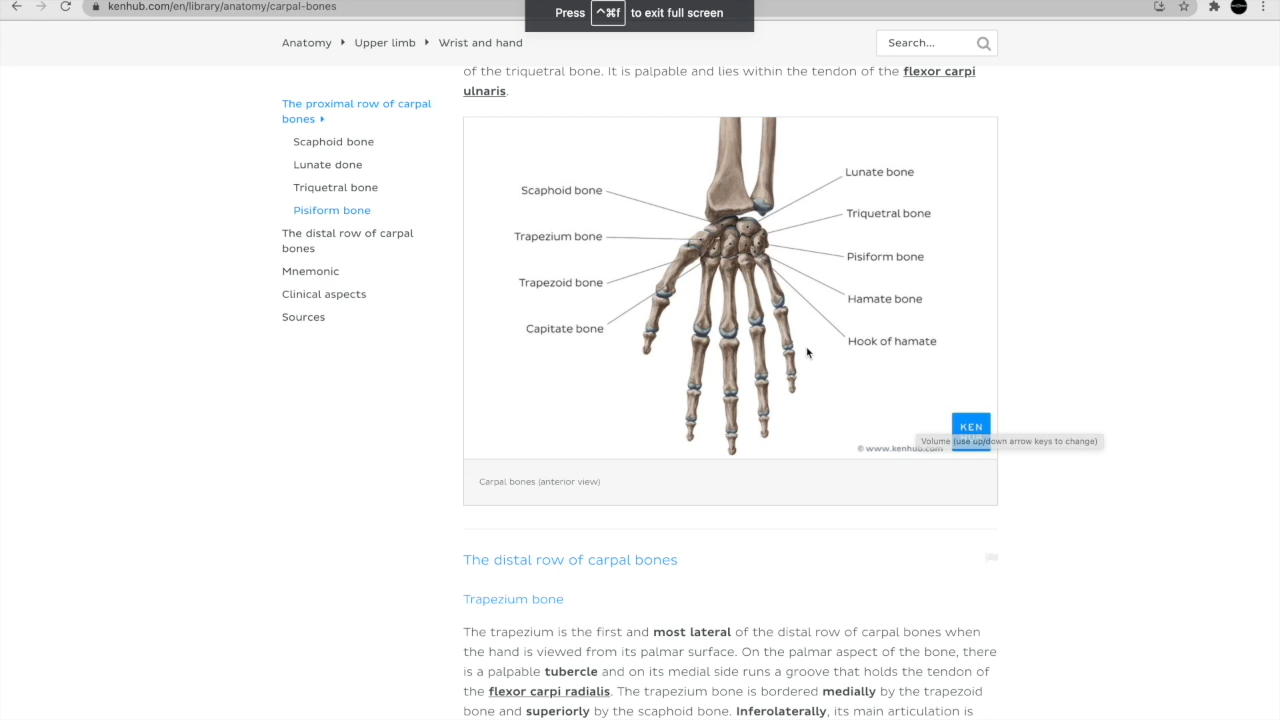 kenhub.com/en/library/anatomy/carpal-bones
Press ^⌘f to exit full screen
Anatomy Upper limb Wrist and hand
Search...
The proximal row of carpal
bones
Scaphoid bone
Lunate done
Triquetral bone
Pisiform bone
The distal row of carpal
bones
Mnemonic
Clinical aspects
Sources
of the triquetral bone. It is palpable and lies within the tendon of the flexor carpi
ulnaris.
Scaphoid bone
Trapezium bone
Trapezoid bone
Capitate bone
Lunate bone
Triquetral bone
Pisiform bone
Hamate bone
Hook of hamate
KEN
Volume (use up/down arrow keys to change)
© www.kenhub.com
Carpal bones (anterior view)
The distal row of carpal bones
Trapezium bone
The trapezium is the first and most lateral of the distal row of carpal bones when
the hand is viewed from its palmar surface. On the palmar aspect of the bone, there
is a palpable tubercle and on its medial side runs a groove that holds the tendon of
the flexor carpi radialis. The trapezium bone is bordered medially by the trapezoid
bone and superiorly by the scaphoid bone. Inferolaterally, its main articulation is